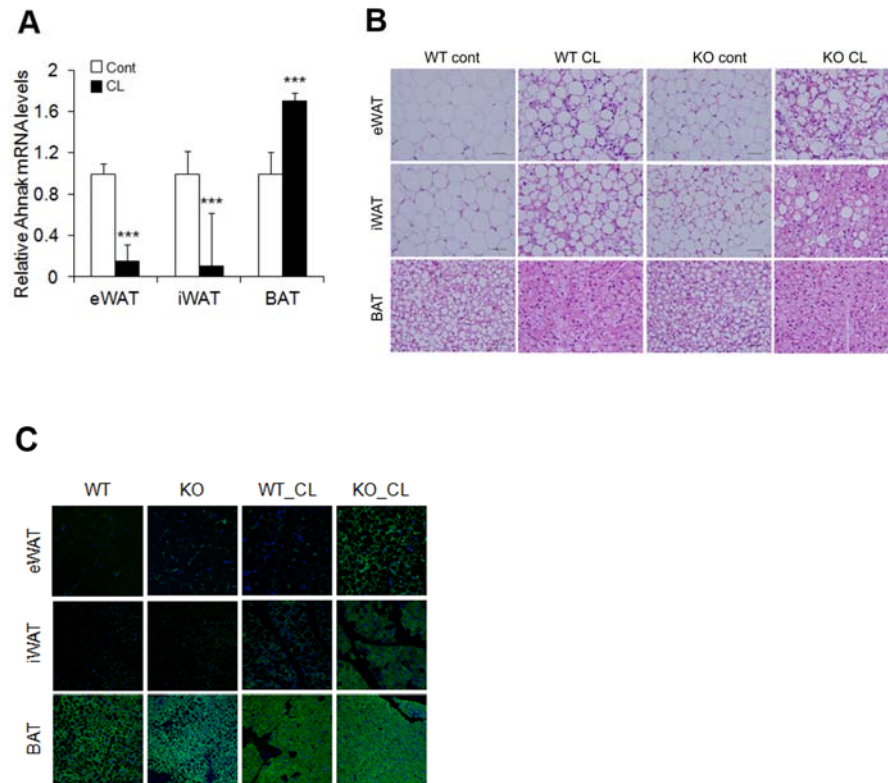 A
Relative Ahnak mRNA levels
Cont
CL
2
1.6
1.2
0.8
0.4
0
***
***
***
eWAT iWAT BAT
B
WT cont WT CL KO cont KO CL
eWAT
iWAT
BAT
C
WT KO WT_CL KO_CL
eWAT
iWAT
BAT